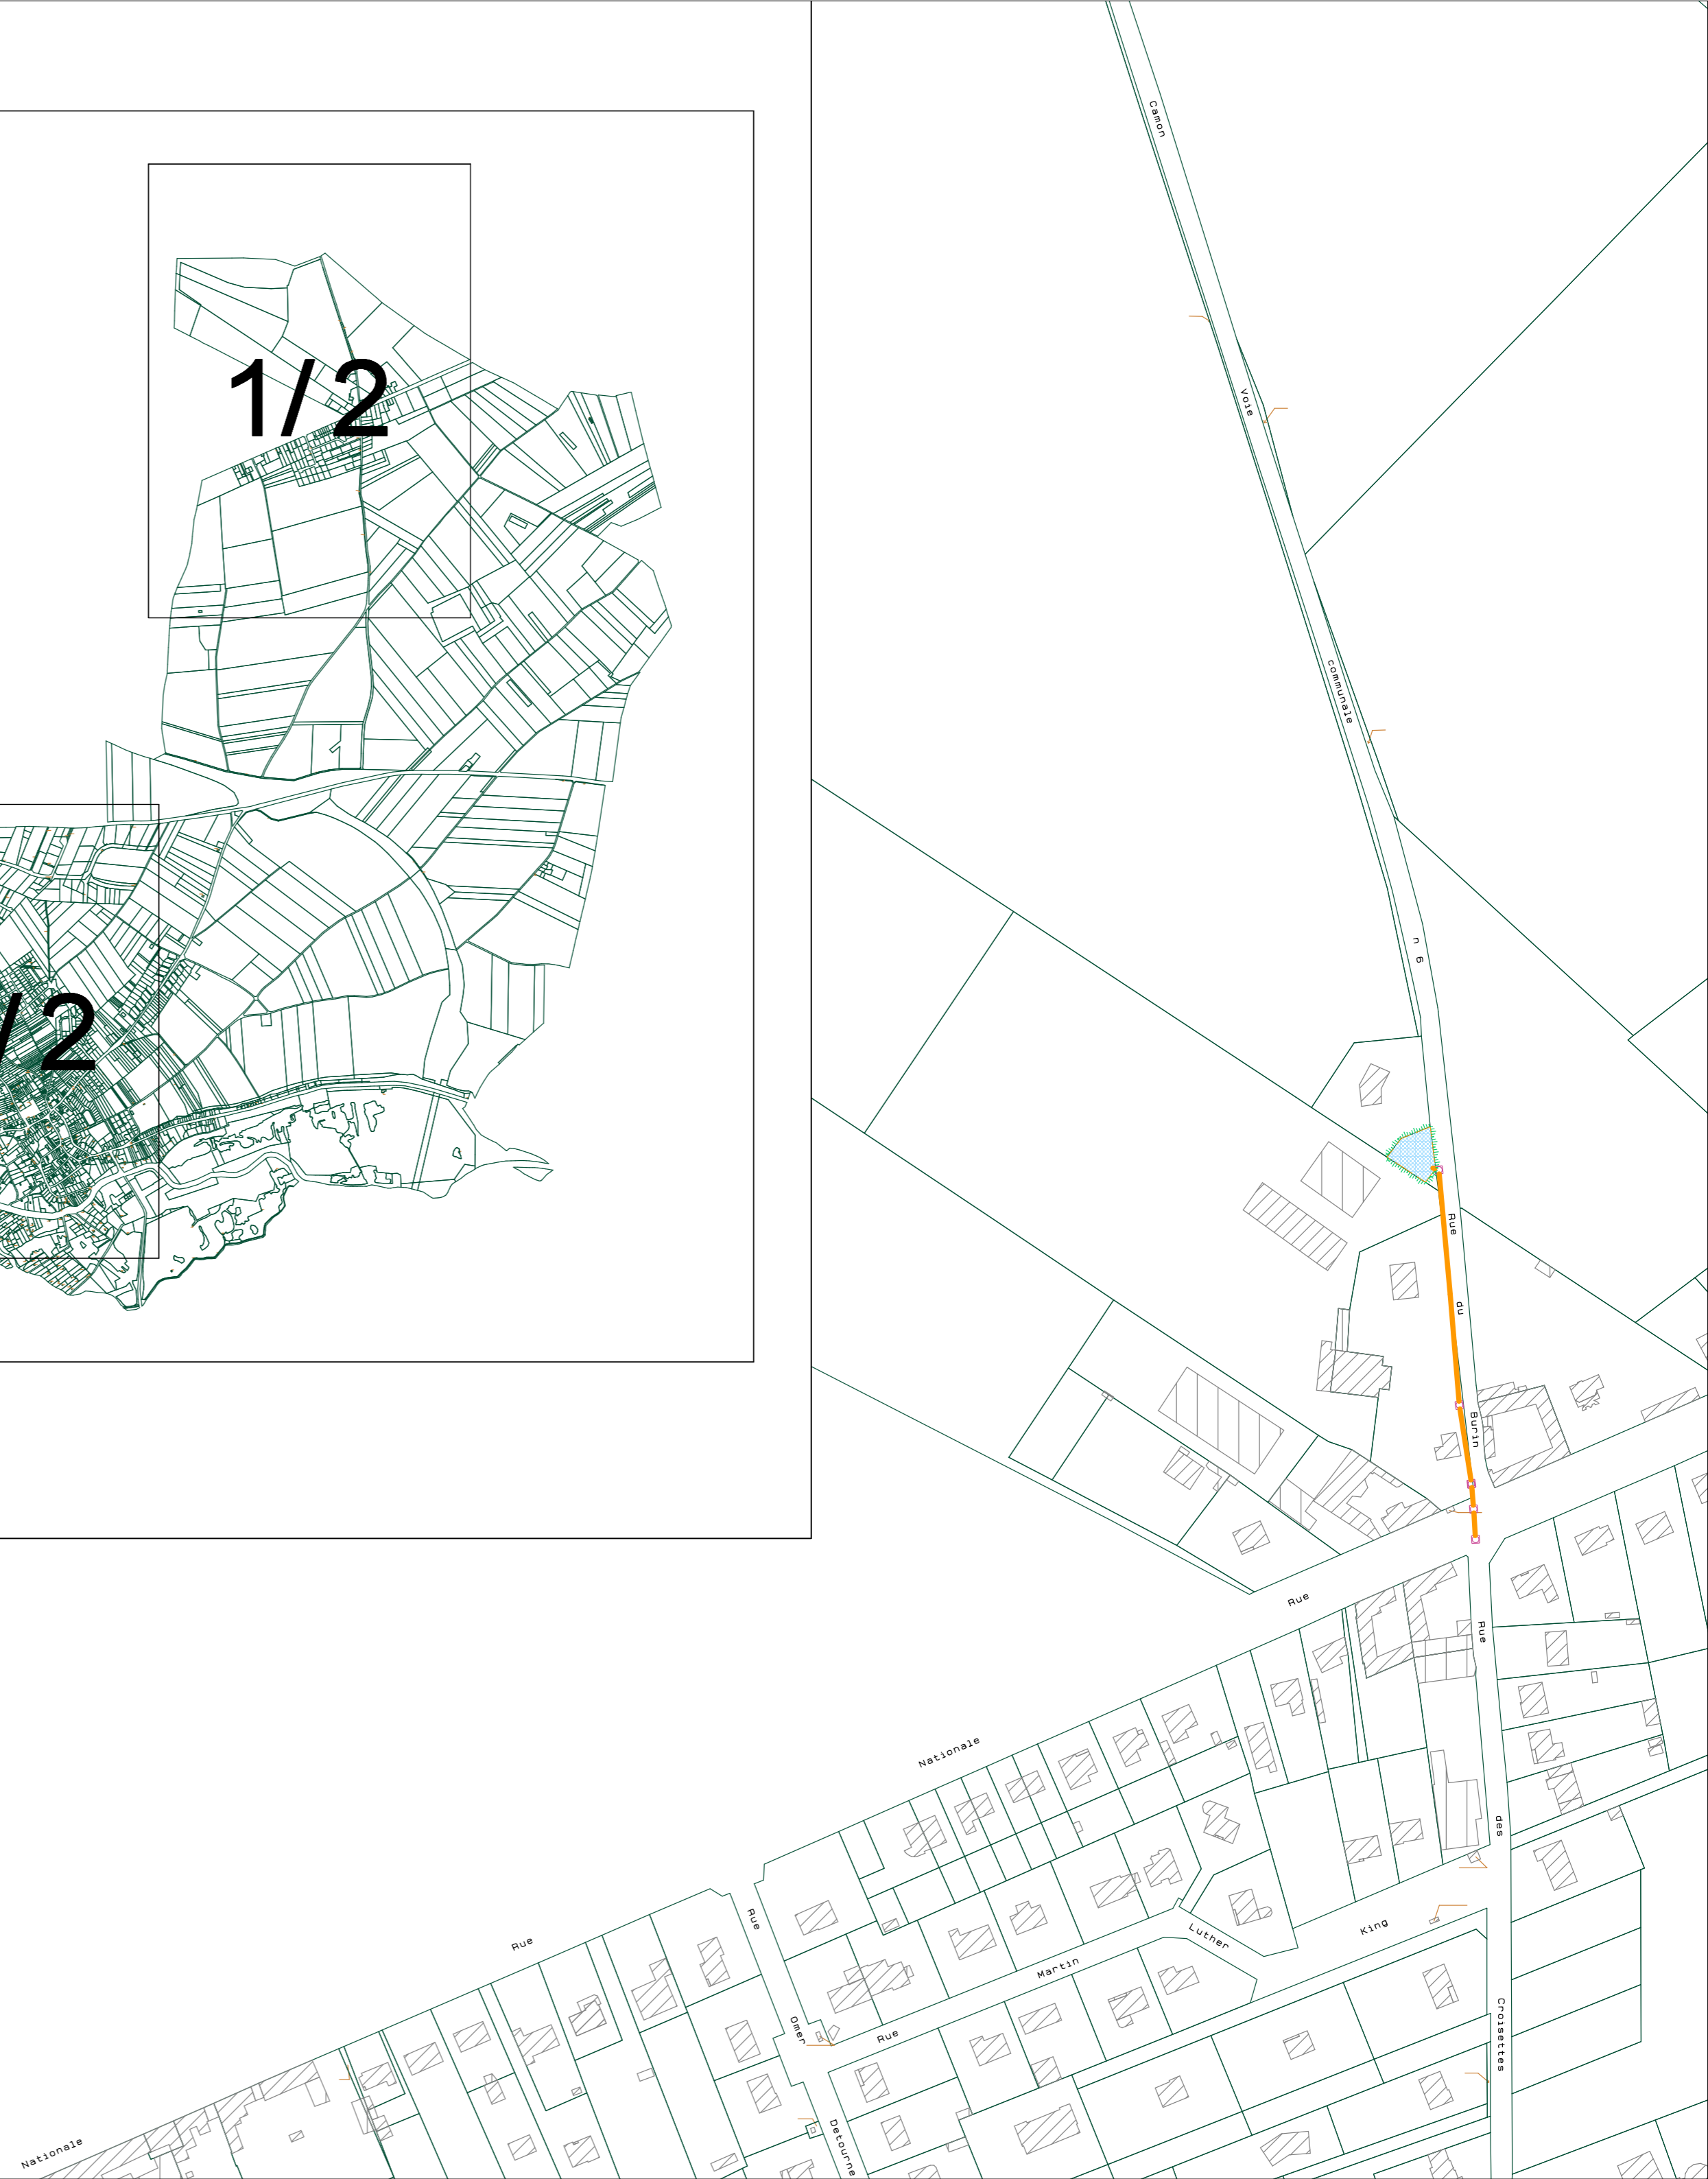 1/2
/2
Camon
Voie
communale
n 6
Rue
du
Burin
Rue
Nationale
Rue
des
Croisettes
Rue
Martin
Luther
King
Rue
Omer
Detourne
Rue
Nationale